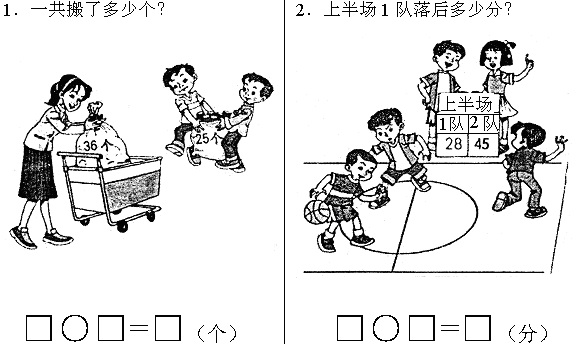 1．一共搬了多少个？
36个
25个
□○□＝□（个）
2．上半场1队落后多少分？
上半场
1队 2队
28 45
□○□＝□（分）